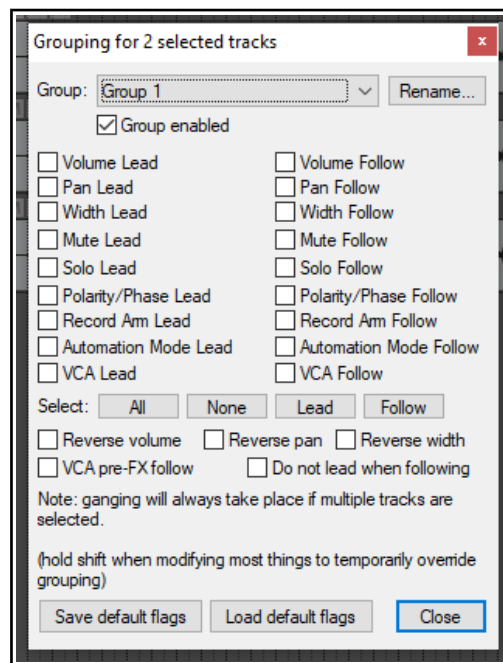 Grouping for 2 selected tracks x
Group: Group 1 Rename...
Group enabled
Volume Lead Volume Follow
Pan Lead Pan Follow
Width Lead Width Follow
Mute Lead Mute Follow
Solo Lead Solo Follow
Polarity/Phase Lead Polarity/Phase Follow
Record Arm Lead Record Arm Follow
Automation Mode Lead Automation Mode Follow
VCA Lead VCA Follow
Select: All None Lead Follow
Reverse volume Reverse pan Reverse width
VCA pre-FX follow Do not lead when following
Note: ganging will always take place if multiple tracks are
selected.
(hold shift when modifying most things to temporarily override
grouping)
Save default flags Load default flags Close